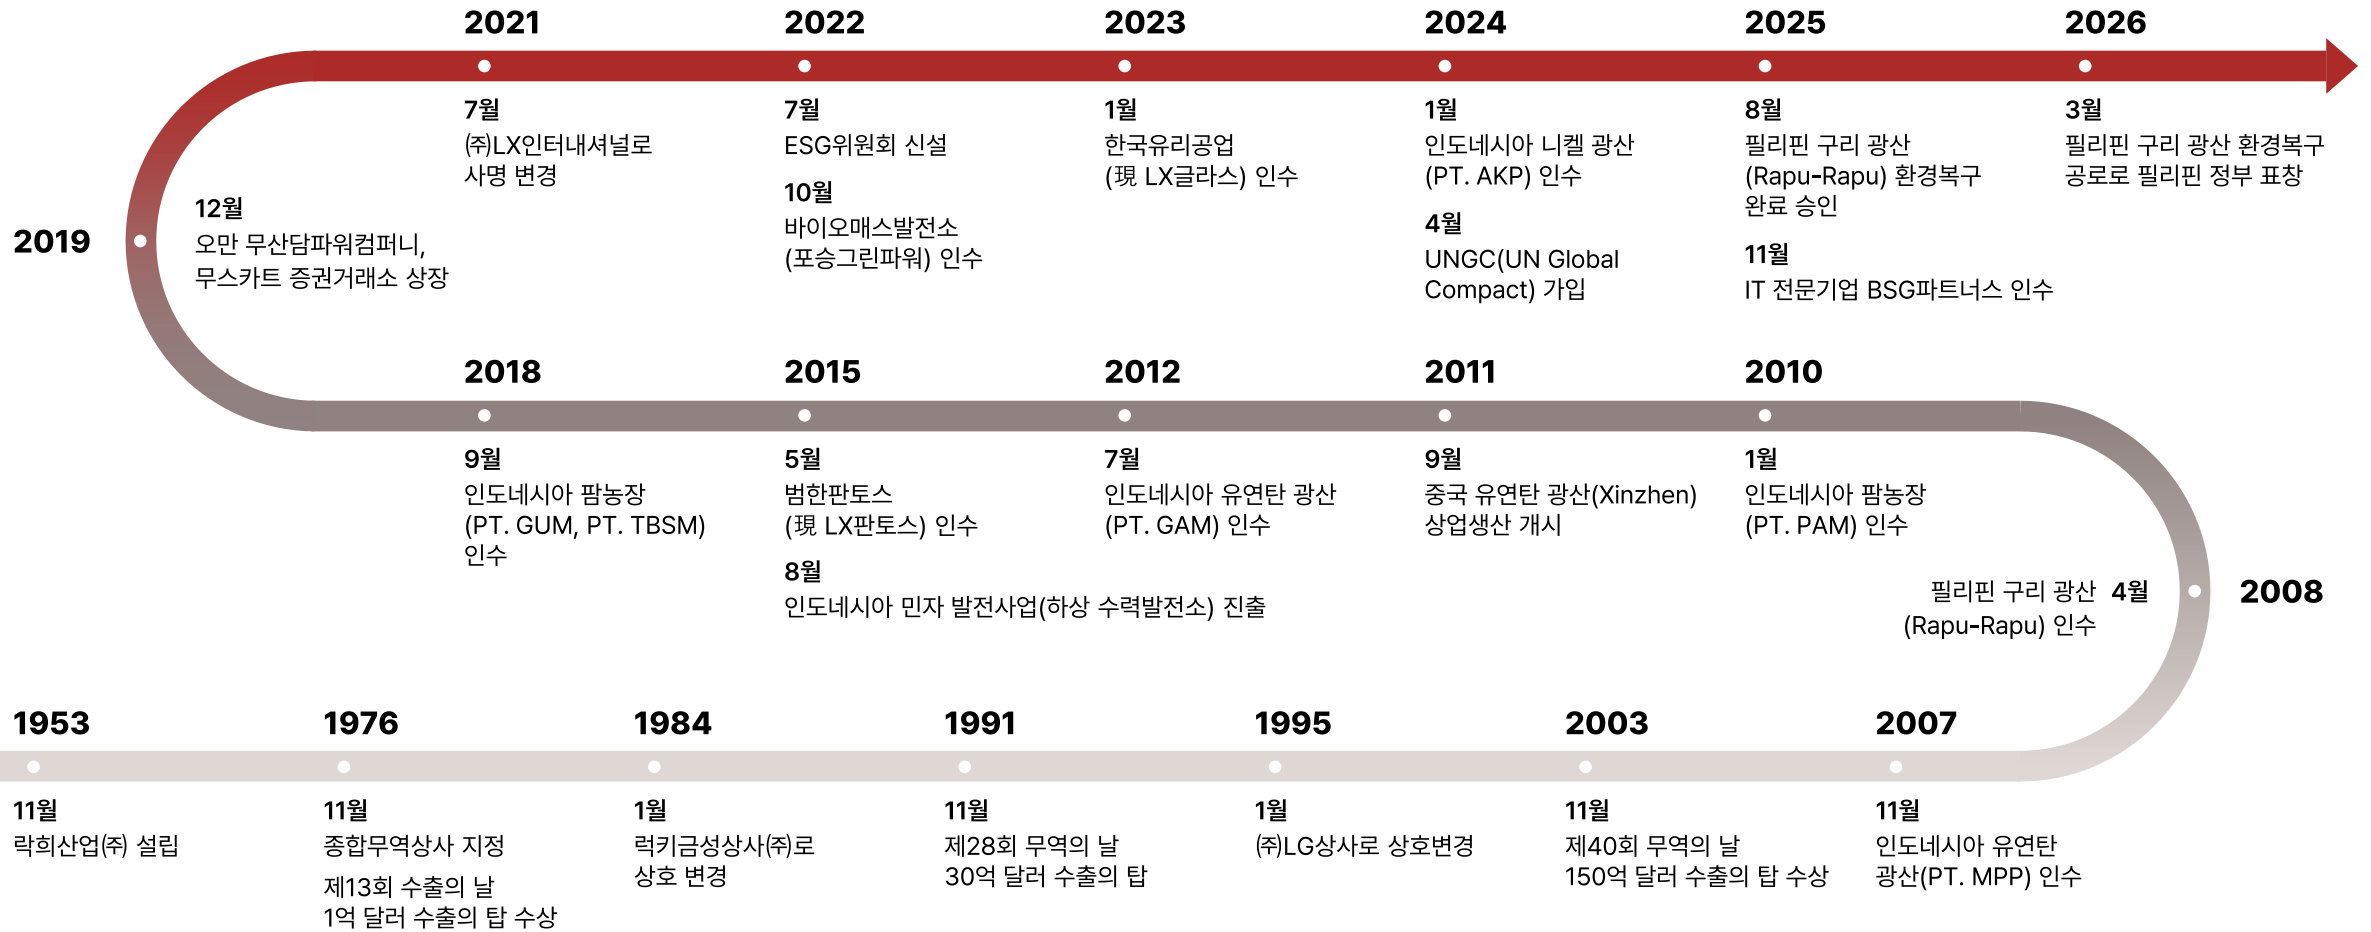 2021
7월
㈜LX인터내셔널로
사명 변경
2022
7월
ESG위원회 신설
10월
바이오매스발전소
(포승그린파워) 인수
2023
1월
한국유리공업
(現 LX글라스) 인수
2024
1월
인도네시아 니켈 광산
(PT. AKP) 인수
4월
UNGC(UN Global
Compact) 가입
2025
8월
필리핀 구리 광산
(Rapu-Rapu) 환경복구
완료 승인
11월
IT 전문기업 BSG파트너스 인수
2026
3월
필리핀 구리 광산 환경복구
공로로 필리핀 정부 표창
2019
12월
오만 무산담파워컴퍼니,
무스카트 증권거래소 상장
2018
9월
인도네시아 팜농장
(PT. GUM, PT. TBSM)
인수
2015
5월
범한판토스
(現 LX판토스) 인수
8월
인도네시아 민자 발전사업(하상 수력발전소) 진출
2012
7월
인도네시아 유연탄 광산
(PT. GAM) 인수
2011
9월
중국 유연탄 광산(Xinzhen)
상업생산 개시
2010
1월
인도네시아 팜농장
(PT. PAM) 인수
2008
4월
필리핀 구리 광산
(Rapu-Rapu) 인수
1953
11월
락희산업㈜ 설립
1976
11월
종합무역상사 지정
제13회 수출의 날
1억 달러 수출의 탑 수상
1984
1월
럭키금성상사㈜로
상호 변경
1991
11월
제28회 무역의 날
30억 달러 수출의 탑
1995
1월
㈜LG상사로 상호변경
2003
11월
제40회 무역의 날
150억 달러 수출의 탑 수상
2007
11월
인도네시아 유연탄
광산(PT. MPP) 인수